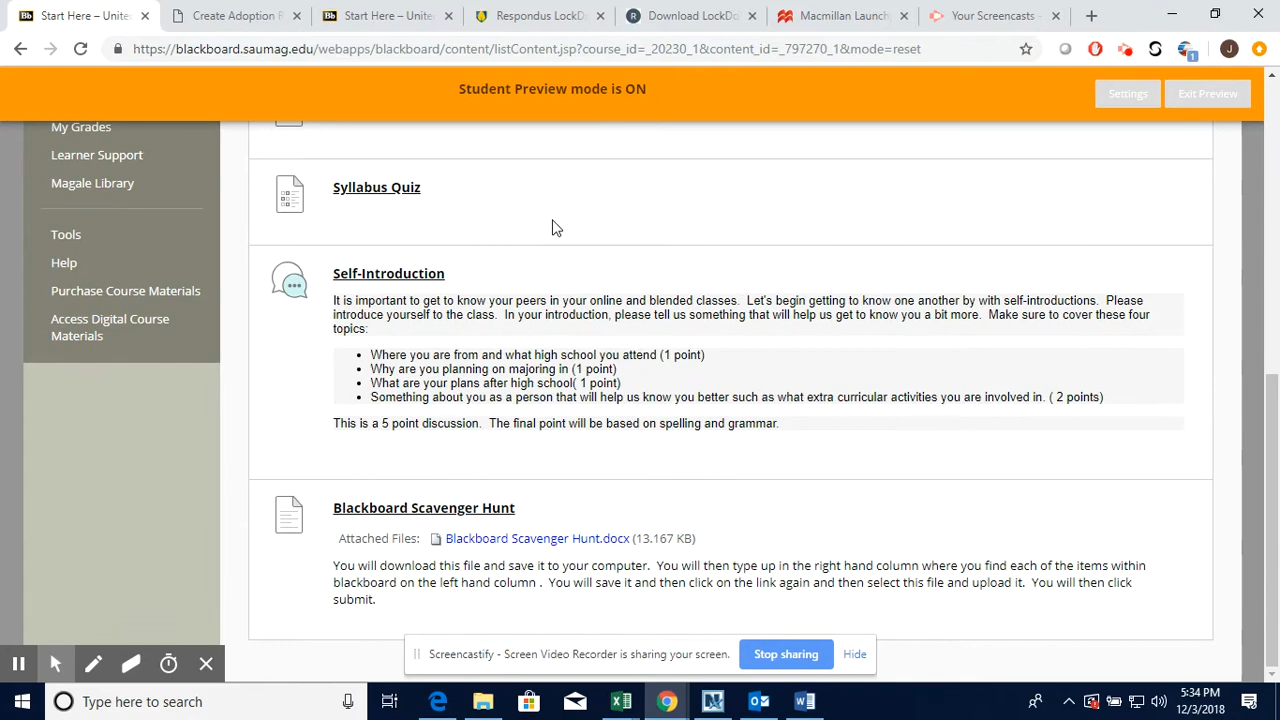 Start Here – Unite
Create Adoption R
Start Here – Unite
Respondus LockD
Download LockDo
Macmillan Launch
Your Screencasts -
https://blackboard.saumag.edu/webapps/blackboard/content/listContent.jsp?course_id=_20230_1&content_id=_797270_1&mode=reset
1
J
Student Preview mode is ON
Settings
Exit Preview
My Grades
Learner Support
Magale Library
Tools
Help
Purchase Course Materials
Access Digital Course
Materials
Syllabus Quiz
Self-Introduction
It is important to get to know your peers in your online and blended classes. Let's begin getting to know one another by with self-introductions. Please
introduce yourself to the class. In your introduction, please tell us something that will help us get to know you a bit more. Make sure to cover these four
topics:
• Where you are from and what high school you attend (1 point)
• Why are you planning on majoring in (1 point)
• What are your plans after high school( 1 point)
• Something about you as a person that will help us know you better such as what extra curricular activities you are involved in. ( 2 points)
This is a 5 point discussion. The final point will be based on spelling and grammar.
Blackboard Scavenger Hunt
Attached Files: Blackboard Scavenger Hunt.docx (13.167 KB)
You will download this file and save it to your computer. You will then type up in the right hand column where you find each of the items within
blackboard on the left hand column . You will save it and then click on the link again and then select this file and upload it. You will then click
submit.
Screencastify - Screen Video Recorder is sharing your screen.
Stop sharing
Hide
Type here to search
5:34 PM
12/3/2018